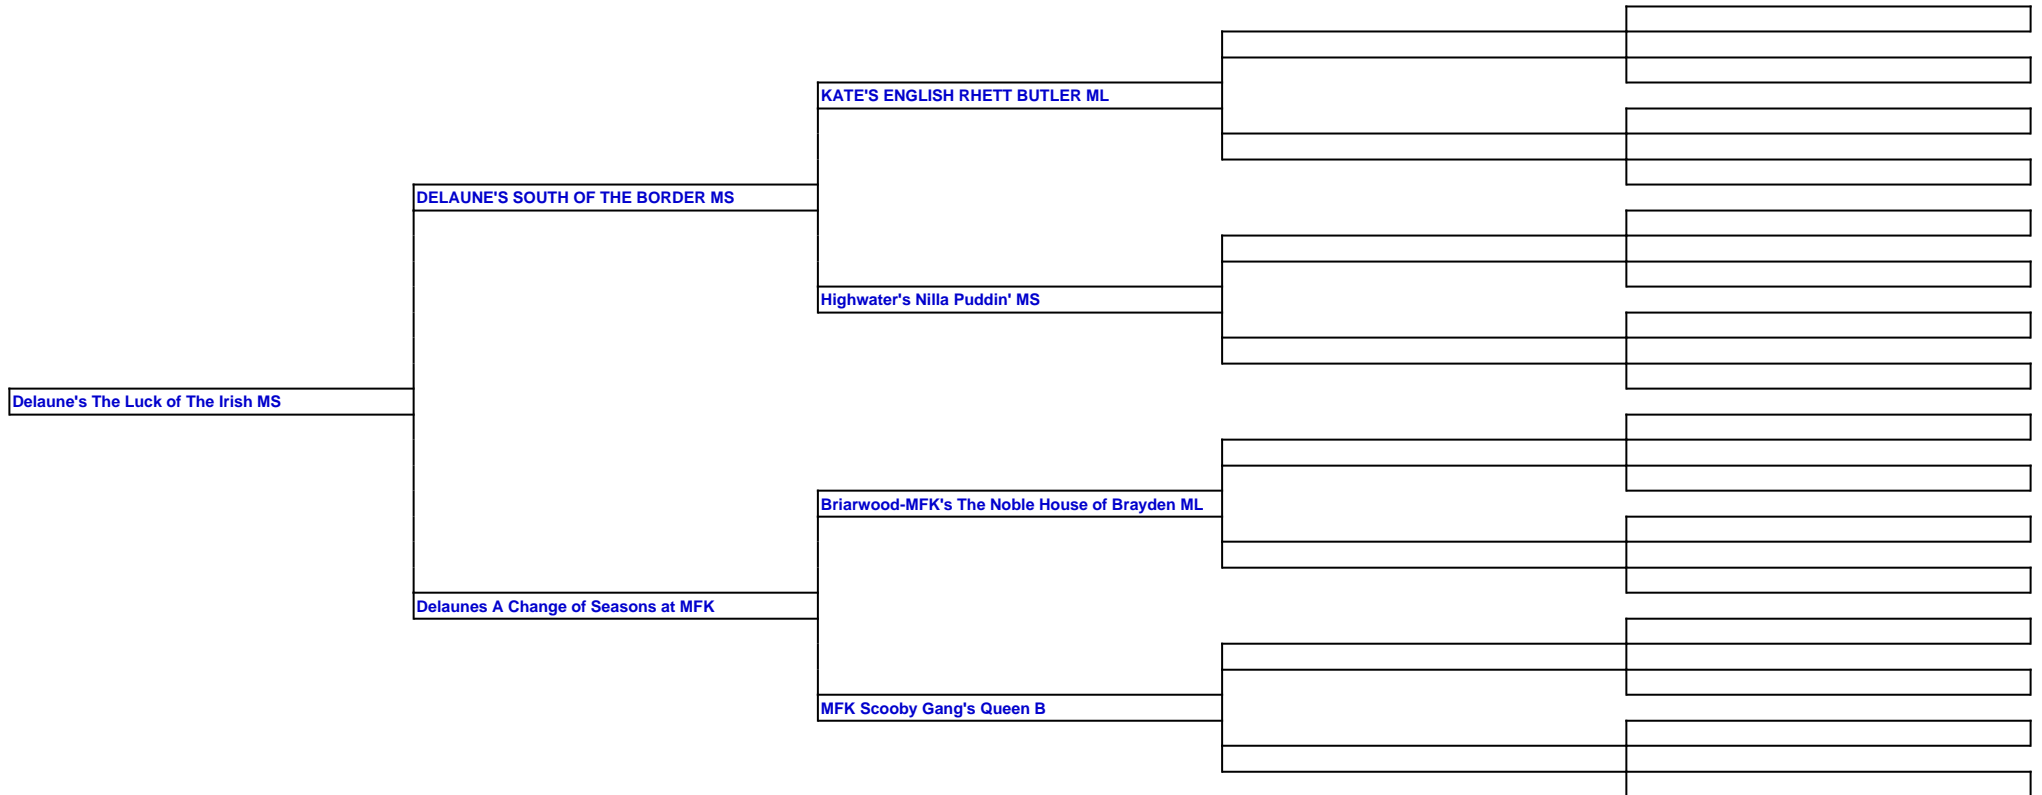 KATE'S ENGLISH RHETT BUTLER ML
DELAUNE'S SOUTH OF THE BORDER MS
Highwater's Nilla Puddin' MS
Delaune's The Luck of The Irish MS
Briarwood-MFK's The Noble House of Brayden ML
Delaunes A Change of Seasons at MFK
MFK Scooby Gang's Queen B